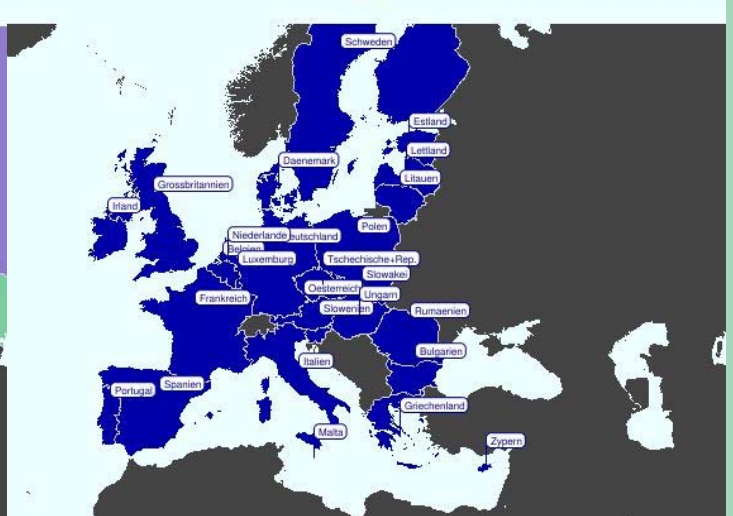 Schweden
Estland
Lettland
Daenemark
Litauen
Grossbritannien
Irland
Polen
Niederlande
eutschland
Belgien
Luxemburg
Tschechische+Rep.
Slowakei
Oesterreich
Ungarn
Frankreich
Slowenien
Rumaenien
Bulgarien
Italien
Spanien
Portugal
Griechenland
Malta
Zypern